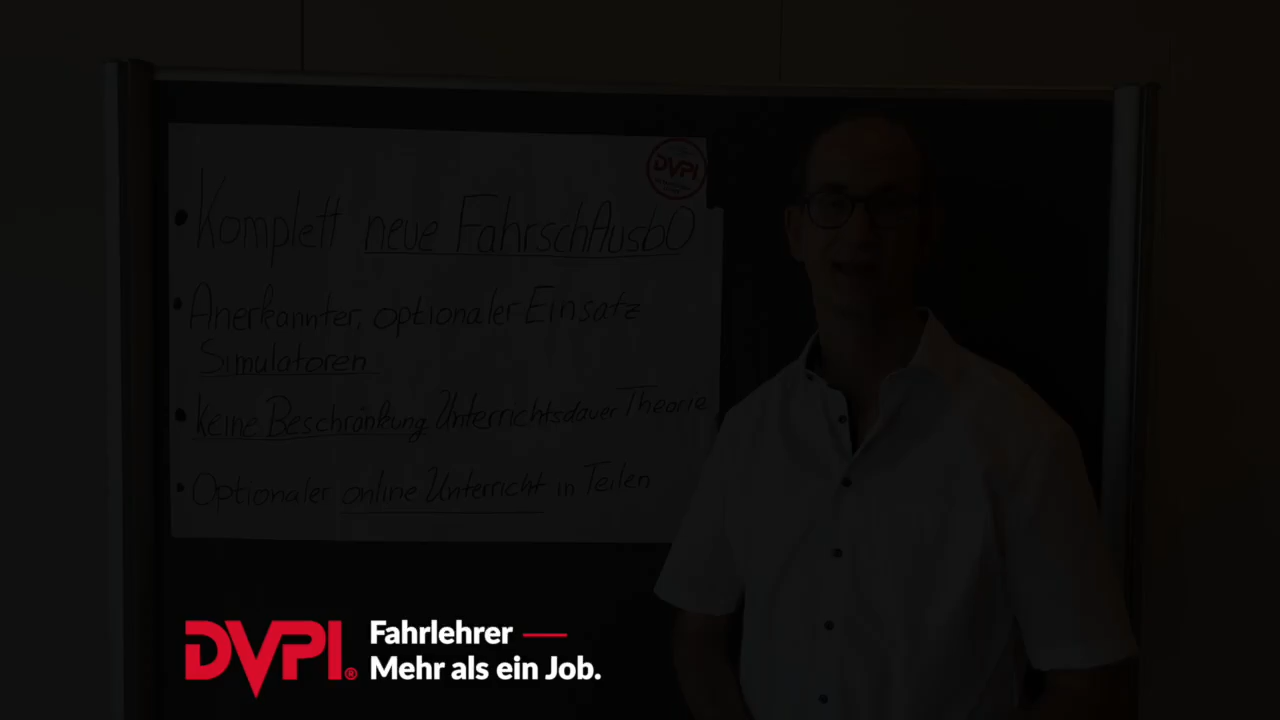 DVPI
• Komplett neue FahrschAusbO
• Anerkannter, optionaler Einsatz
Simulatoren
• Keine Beschränkung Unterrichtsdauer Theorie
• Optionaler online Unterricht in Teilen
DVPI® Fahrlehrer —
Mehr als ein Job.